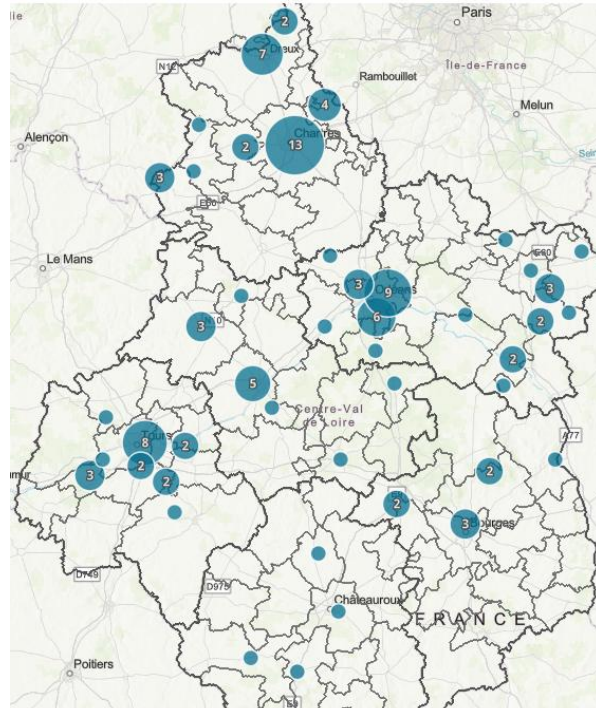 Paris
2
Dreux
7
N12
Île-de-France
Rambouillet
4
Melun
Alençon
Chartres
2
13
3
E50
Le Mans
E60
3
9
3
6
2
3
2
5
Centre-Val
de Loire
A77
Tours
8
2
2
3
2
2
2
3
Bourges
D749
D975
Châteauroux
FRANCE
Poitiers